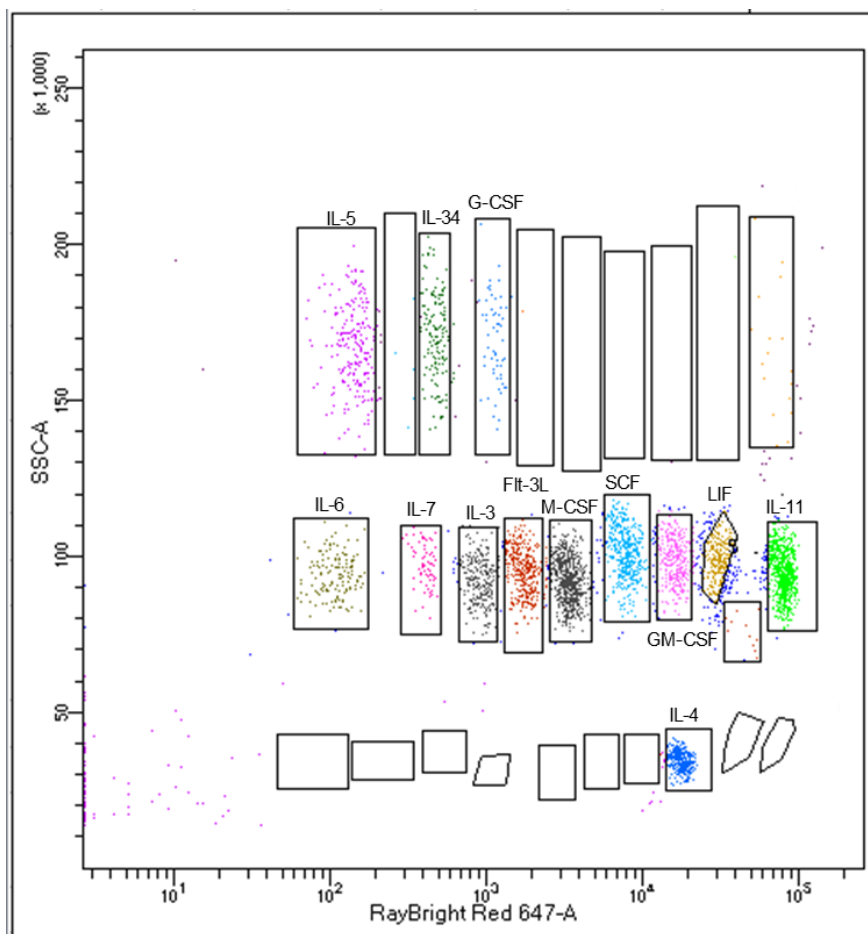 (x 1,000)
250
200
150
100
50
SSC-A
IL-5
IL-34
G-CSF
IL-6
IL-7
IL-3
Flt-3L
M-CSF
SCF
LIF
IL-11
GM-CSF
IL-4
10^1
10^2
10^3
10^4
10^5
RayBright Red 647-A